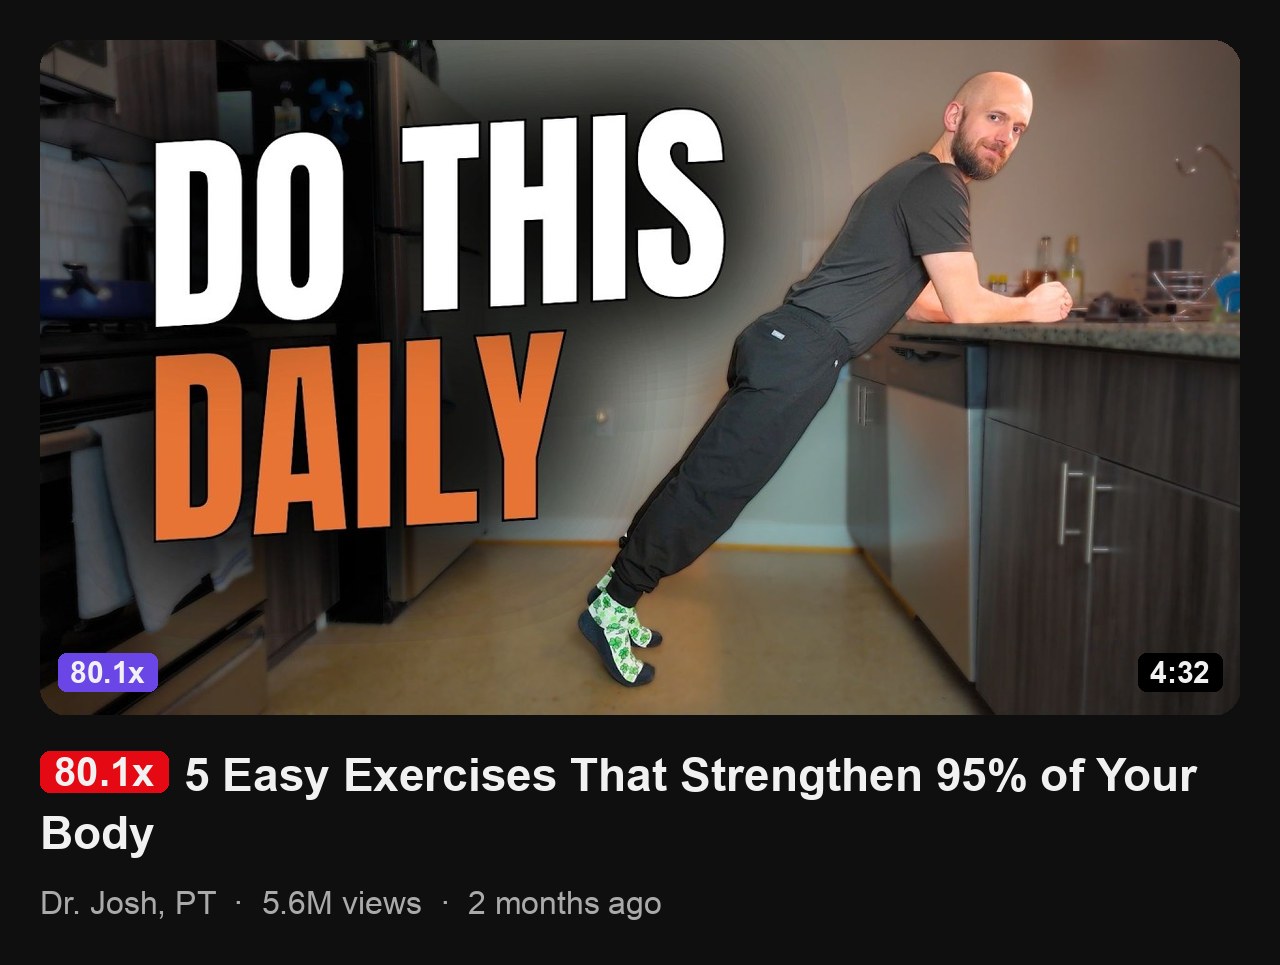 DO THIS
DAILY
80.1x
4:32
80.1x 5 Easy Exercises That Strengthen 95% of Your
Body
Dr. Josh, PT · 5.6M views · 2 months ago